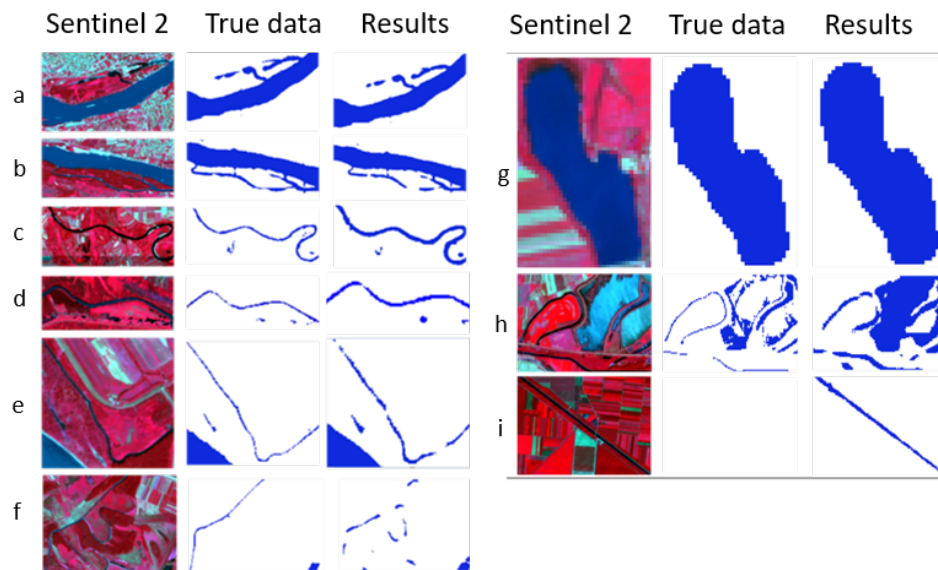 Sentinel 2 True data Results
a
b
c
d
e
f
Sentinel 2 True data Results
g
h
i